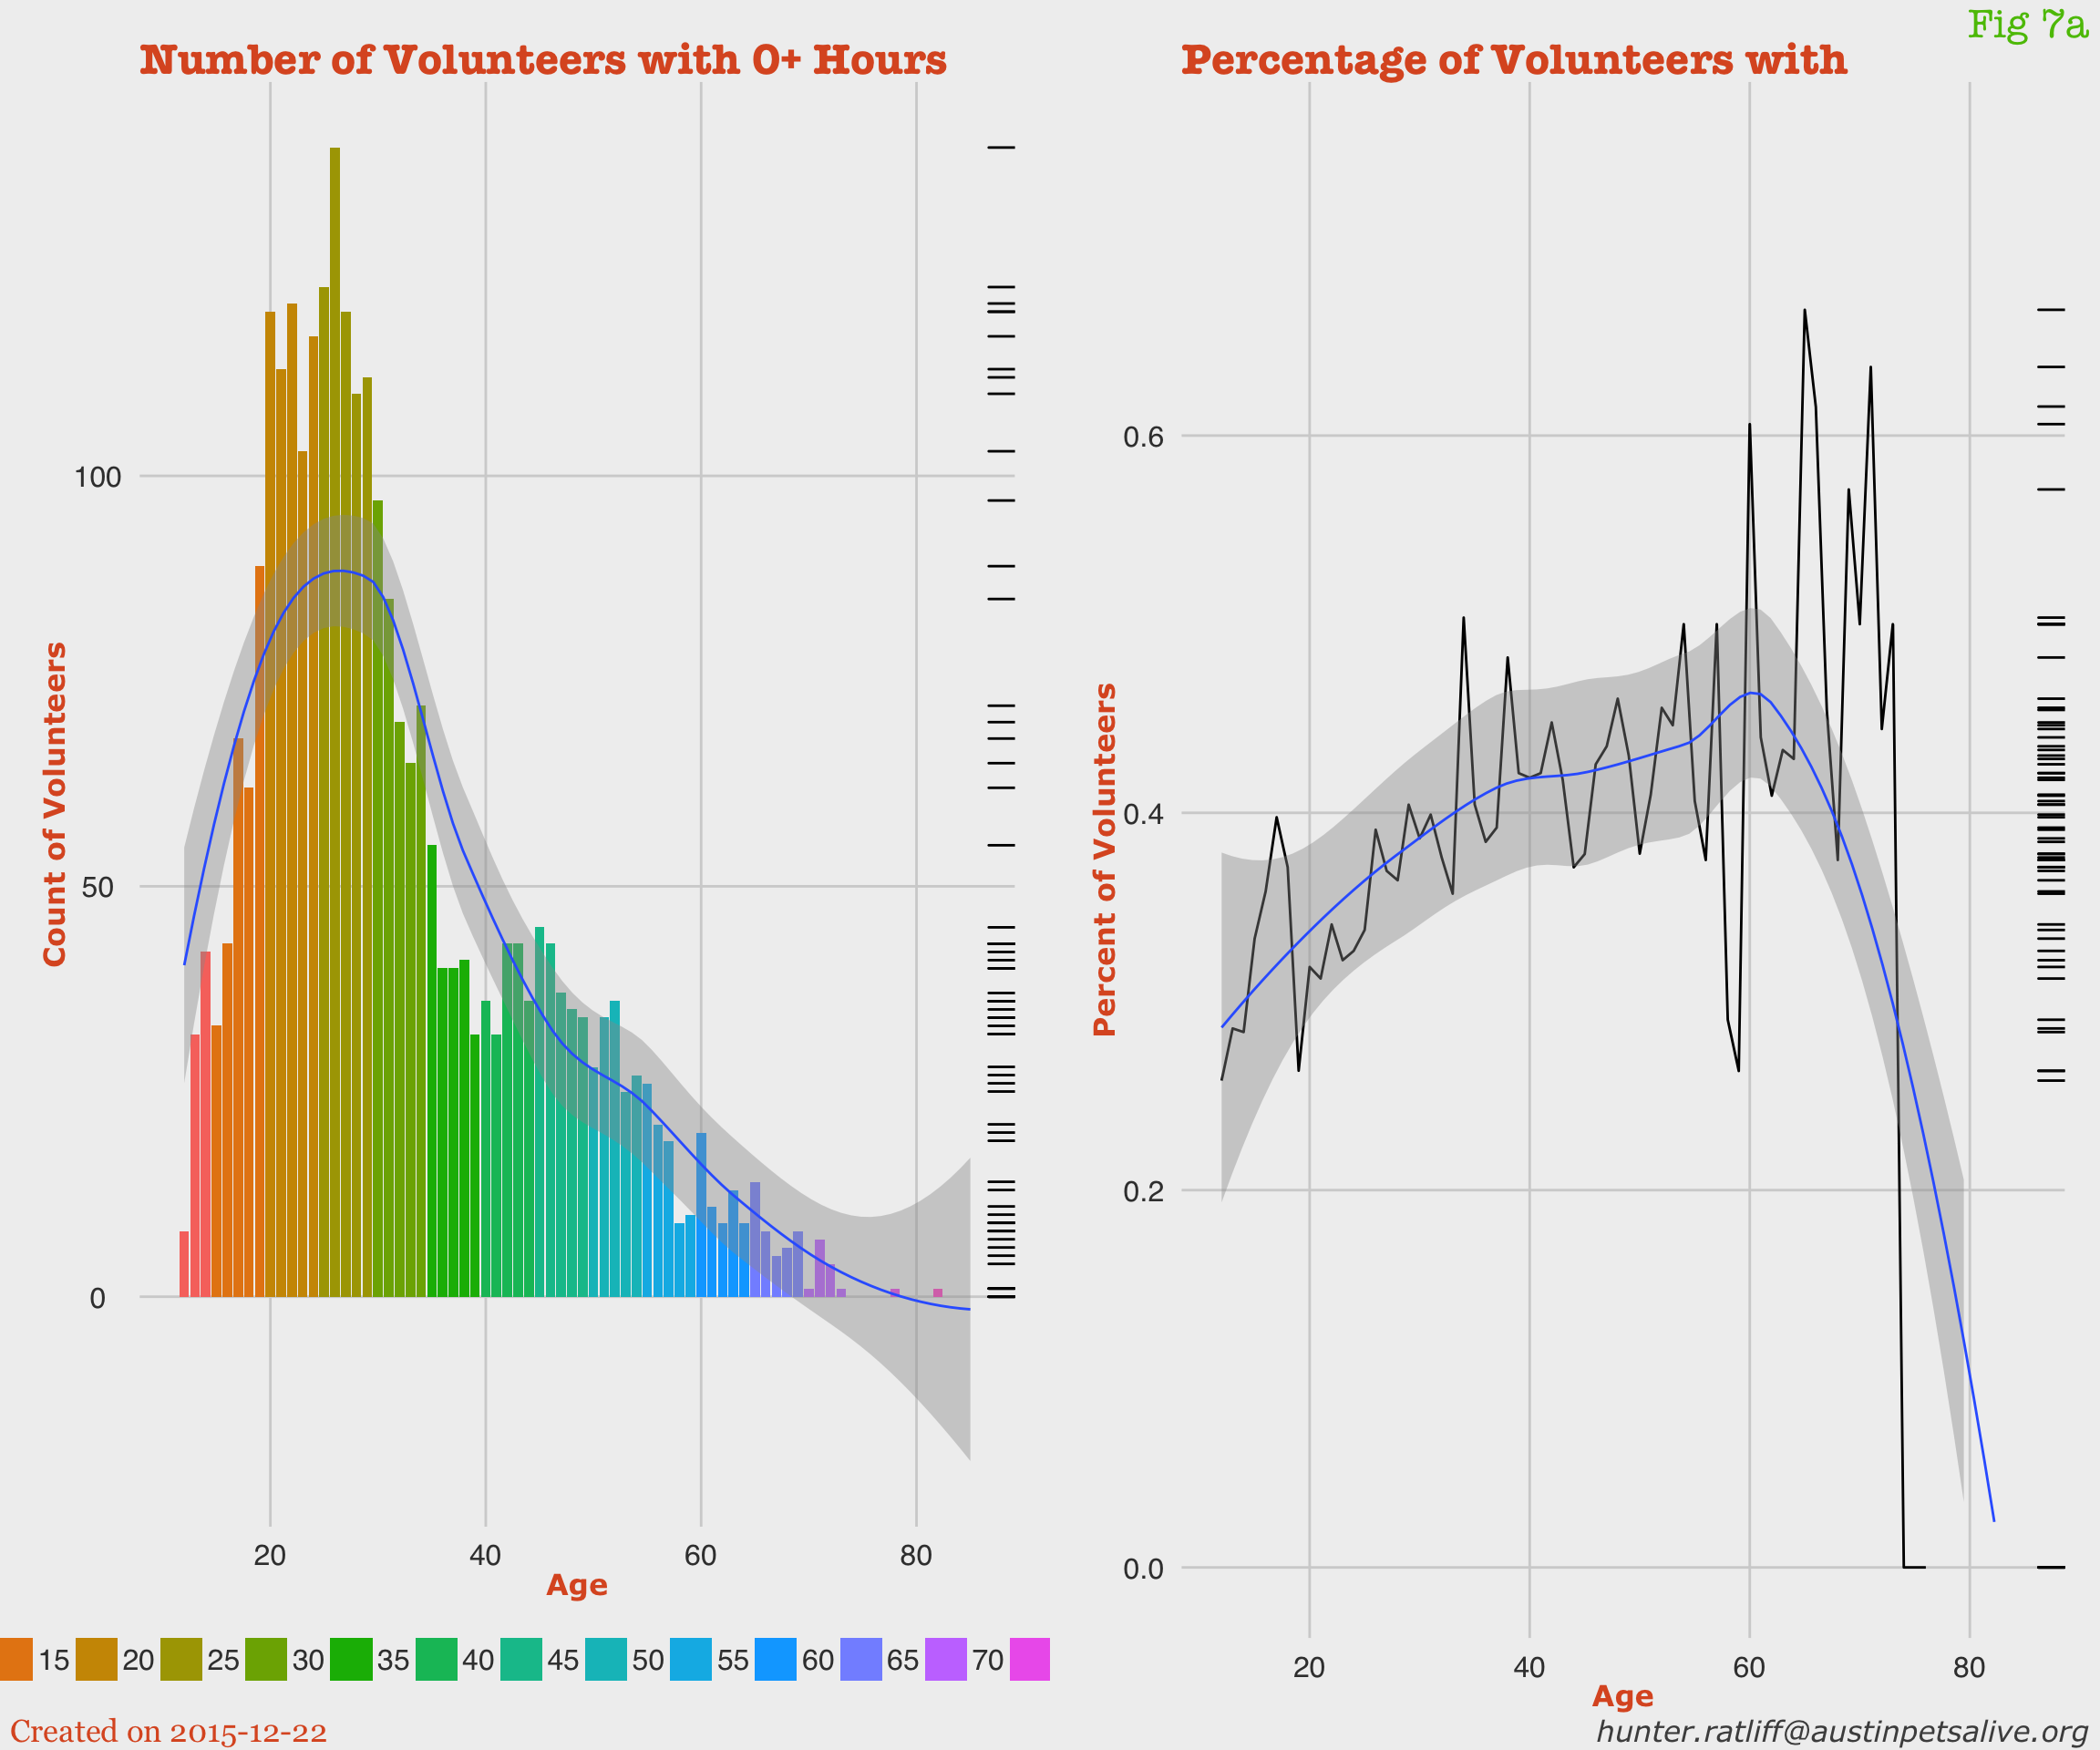 Fig 7a
Number of Volunteers with 0+ Hours
Count of Volunteers
100
50
0
20 40 60 80
Age
15 20 25 30 35 40 45 50 55 60 65 70
Created on 2015-12-22
Percentage of Volunteers with
Percent of Volunteers
0.6
0.4
0.2
0.0
20 40 60 80
Age
hunter.ratliff@austinpetsalive.org